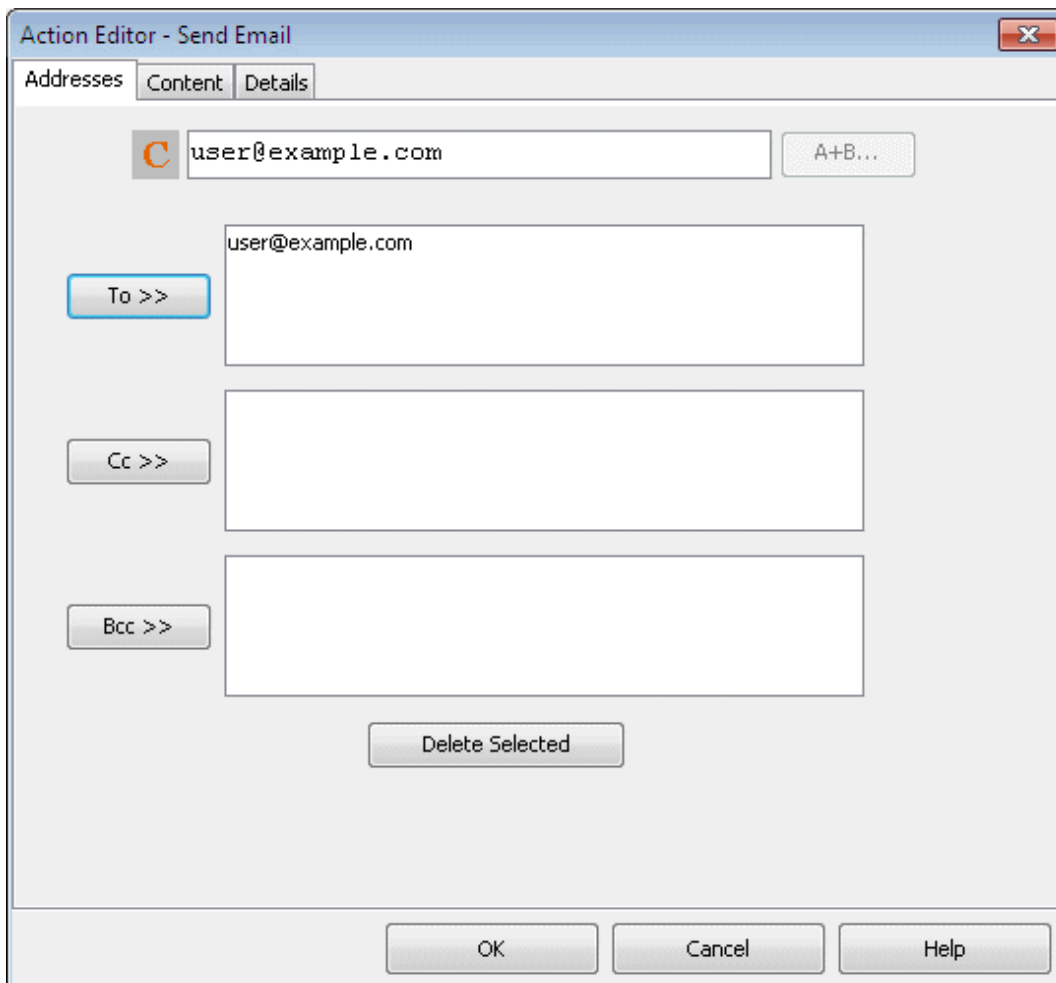 Action Editor - Send Email
Addresses Content Details
C user@example.com A+B...
user@example.com
To >>
Cc >>
Bcc >>
Delete Selected
OK Cancel Help